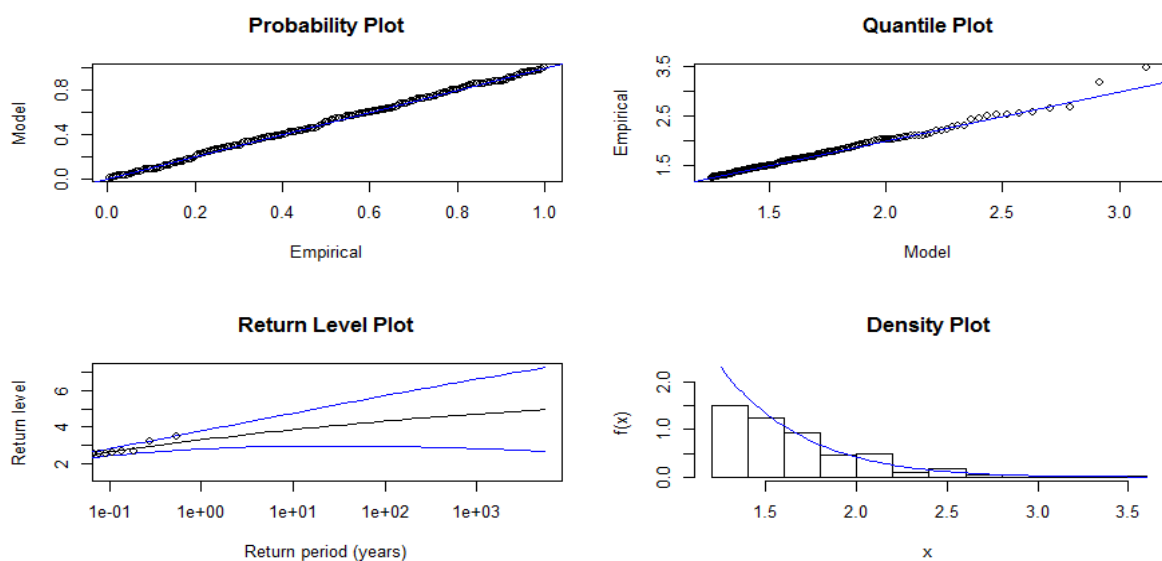 Probability Plot
Model
0.0 0.4 0.8
0.0 0.2 0.4 0.6 0.8 1.0
Empirical
Quantile Plot
Empirical
1.5 2.5 3.5
1.5 2.0 2.5 3.0
Model
Return Level Plot
Return level
2 4 6
1e-01 1e+00 1e+01 1e+02 1e+03
Return period (years)
Density Plot
f(x)
0.0 1.0 2.0
1.5 2.0 2.5 3.0 3.5
x